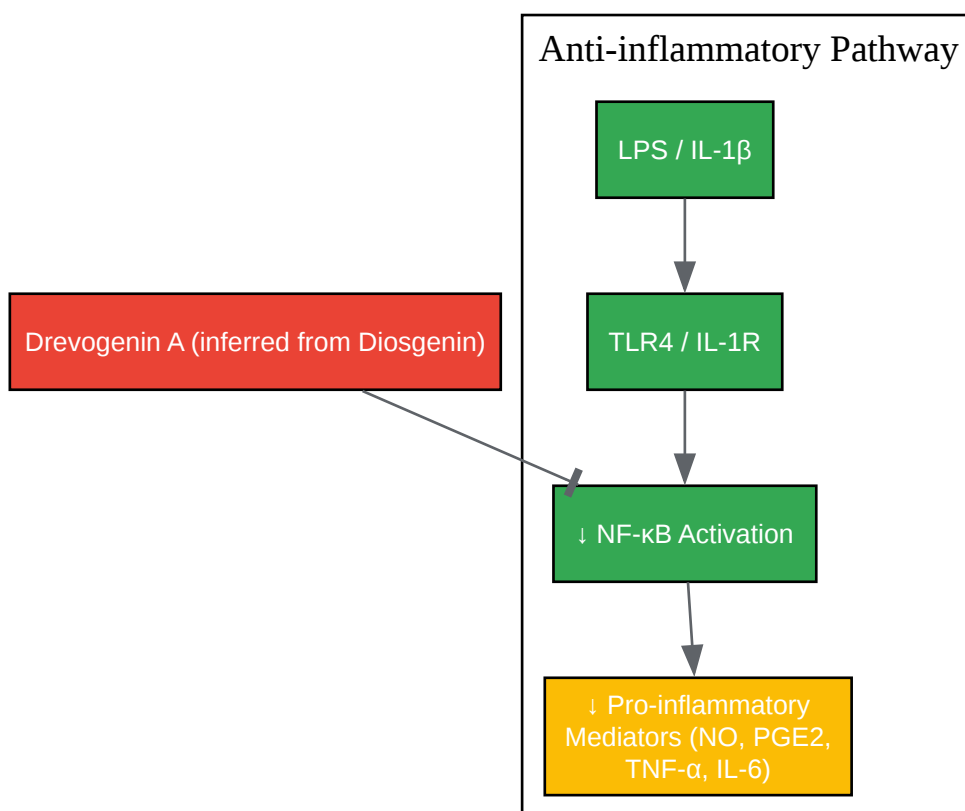 Anti-inflammatory Pathway
LPS / IL-1β
Drevogenin A (inferred from Diosgenin)
TLR4 / IL-1R
↓ NF-κB Activation
↓ Pro-inflammatory
Mediators (NO, PGE2,
TNF-α, IL-6)